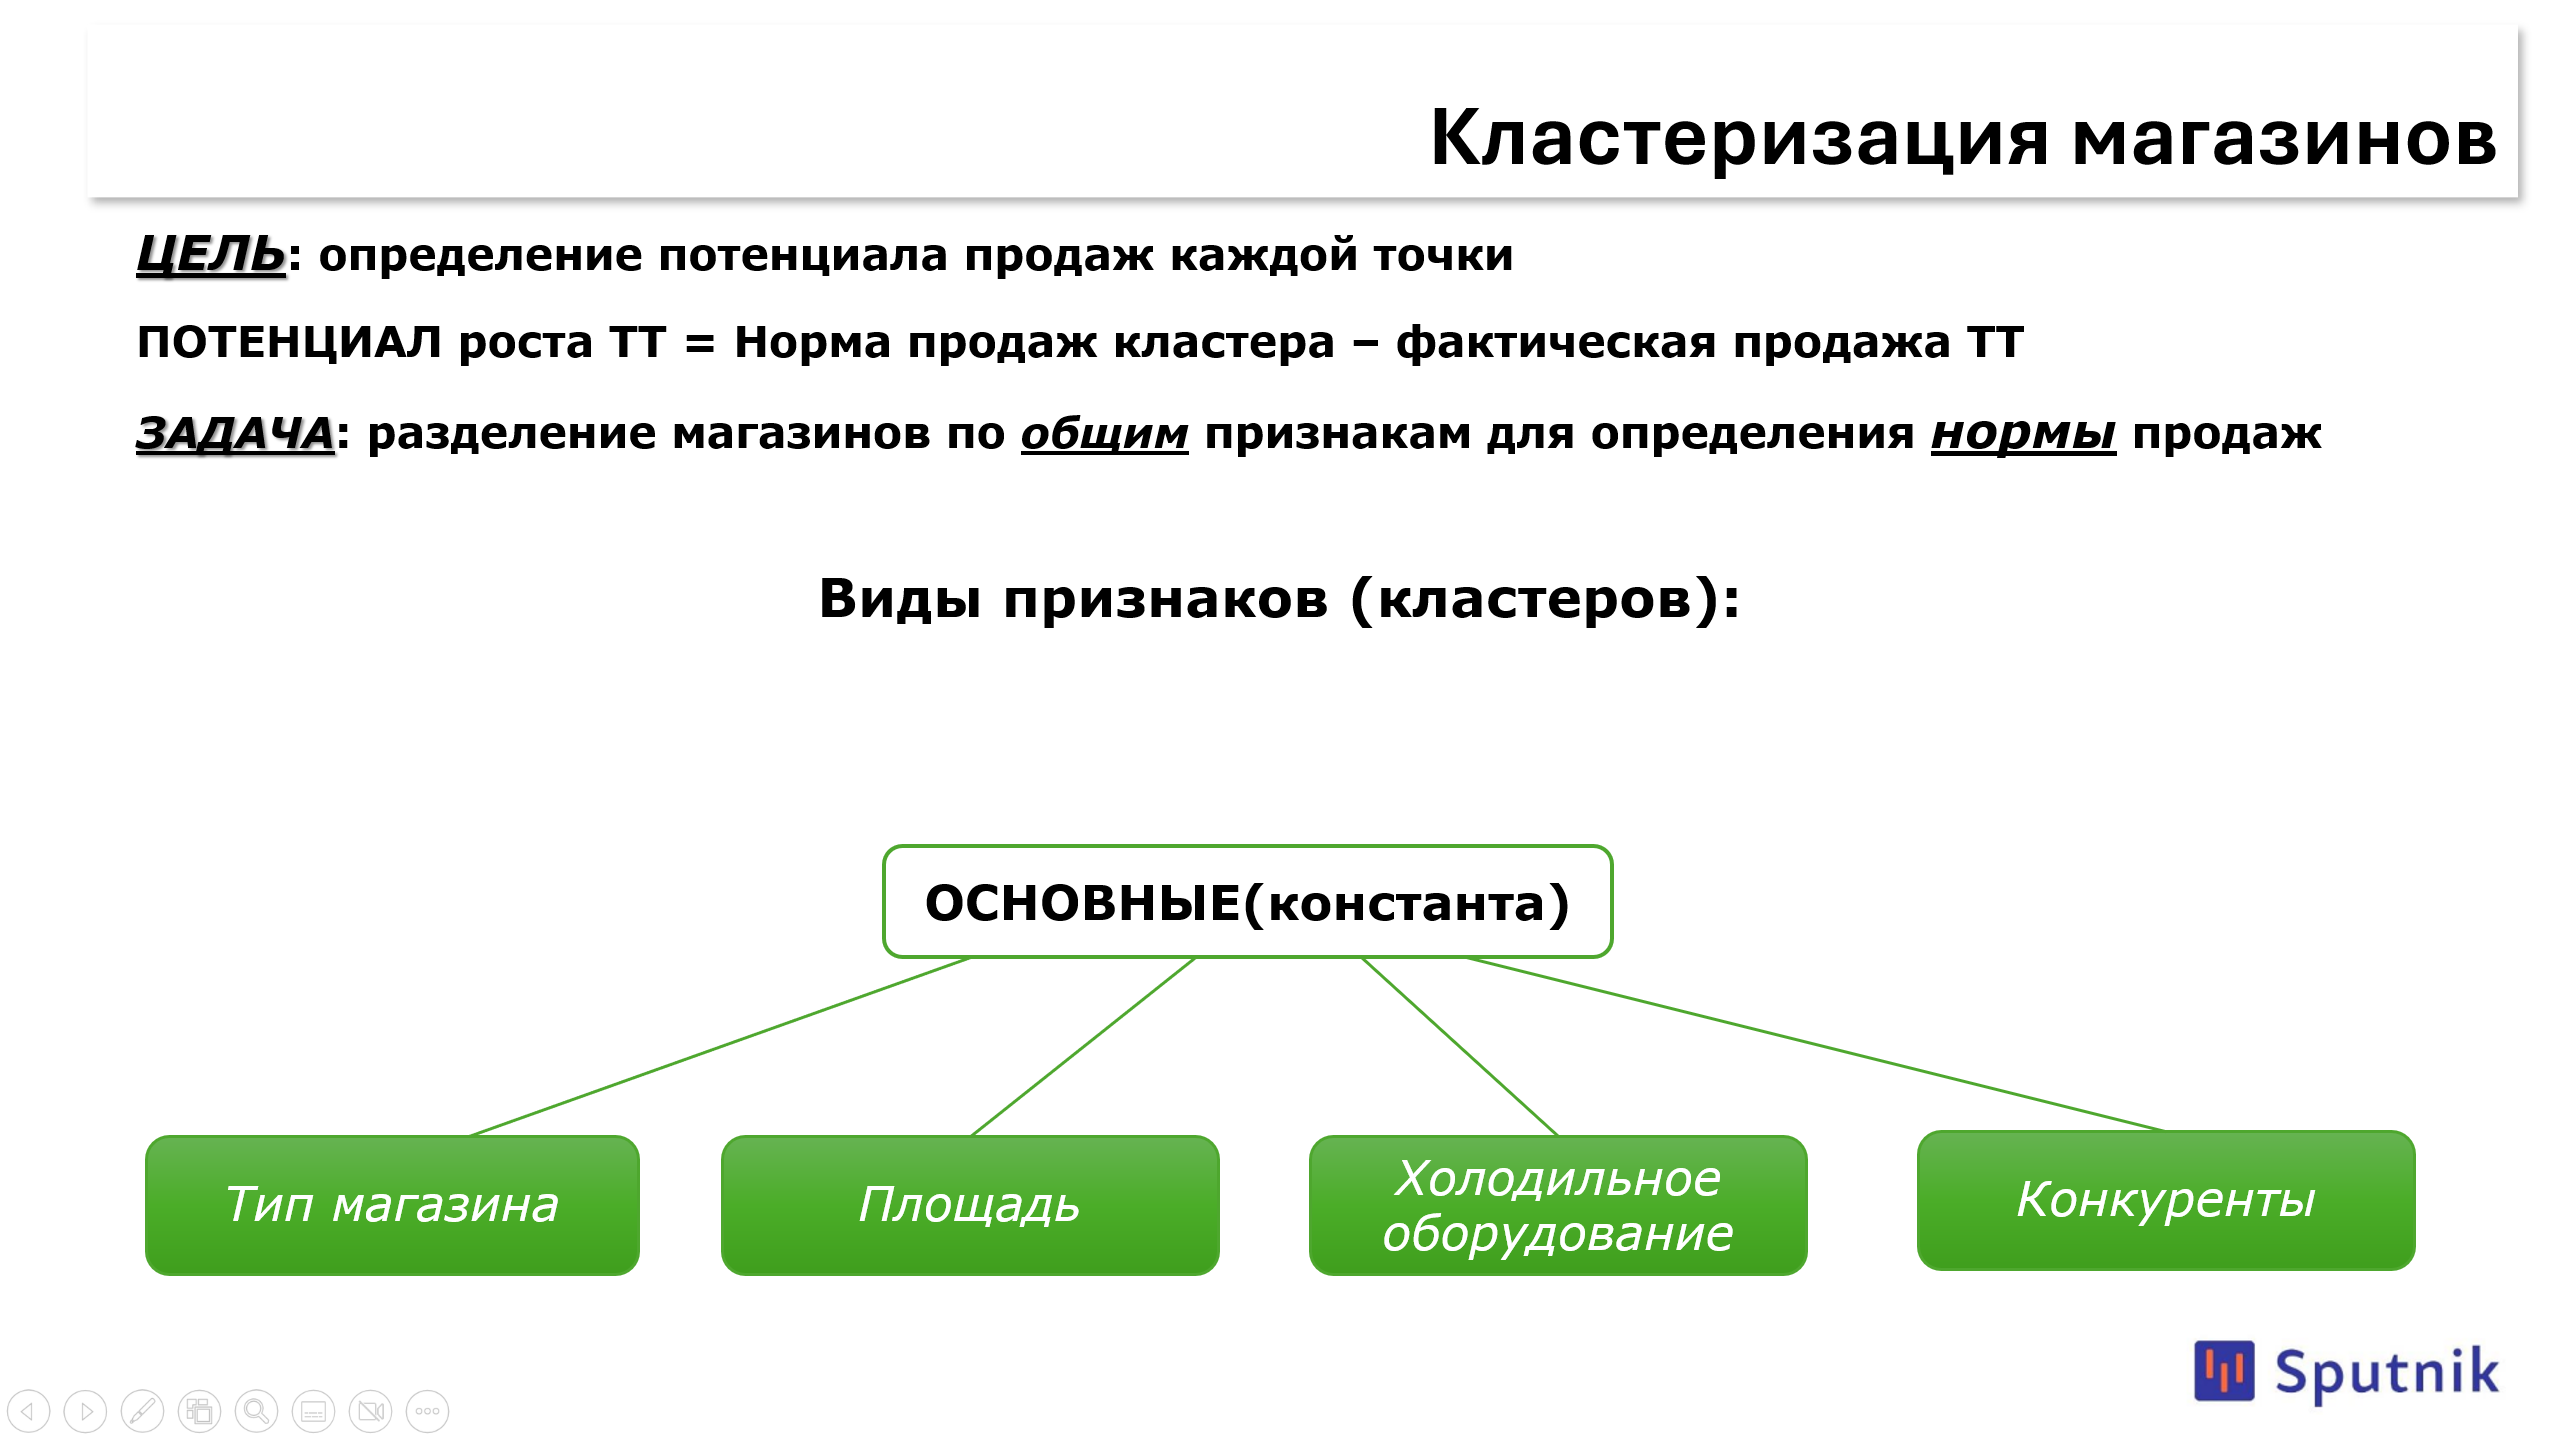 Кластеризация магазинов
ЦЕЛЬ: определение потенциала продаж каждой точки
ПОТЕНЦИАЛ роста ТТ = Норма продаж кластера – фактическая продажа ТТ
ЗАДАЧА: разделение магазинов по общим признакам для определения нормы продаж
Виды признаков (кластеров):
ОСНОВНЫЕ(константа)
Тип магазина
Площадь
Холодильное
оборудование
Конкуренты
Sputnik